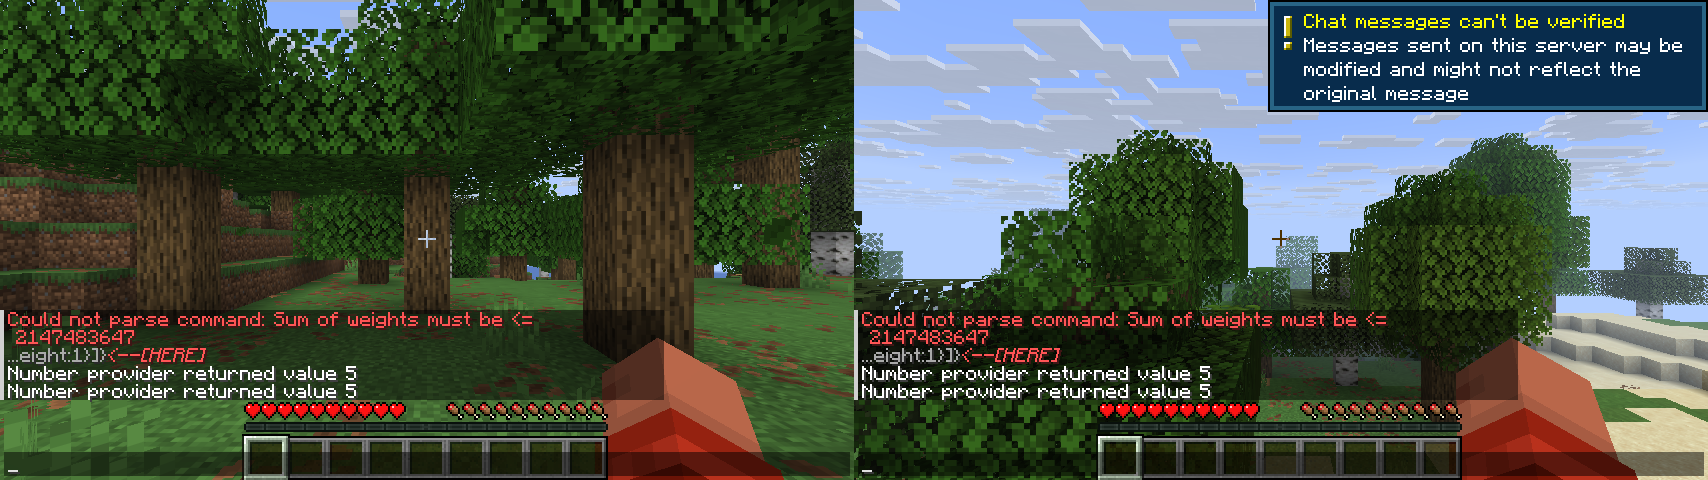 Could not parse command: Sum of weights must be <=
2147483647
...eight:1}]}<--[HERE]
Number provider returned value 5
Number provider returned value 5
_
Chat messages can't be verified
Messages sent on this server may be
modified and might not reflect the
original message
Could not parse command: Sum of weights must be <=
2147483647
...eight:1}]}<--[HERE]
Number provider returned value 5
Number provider returned value 5
_